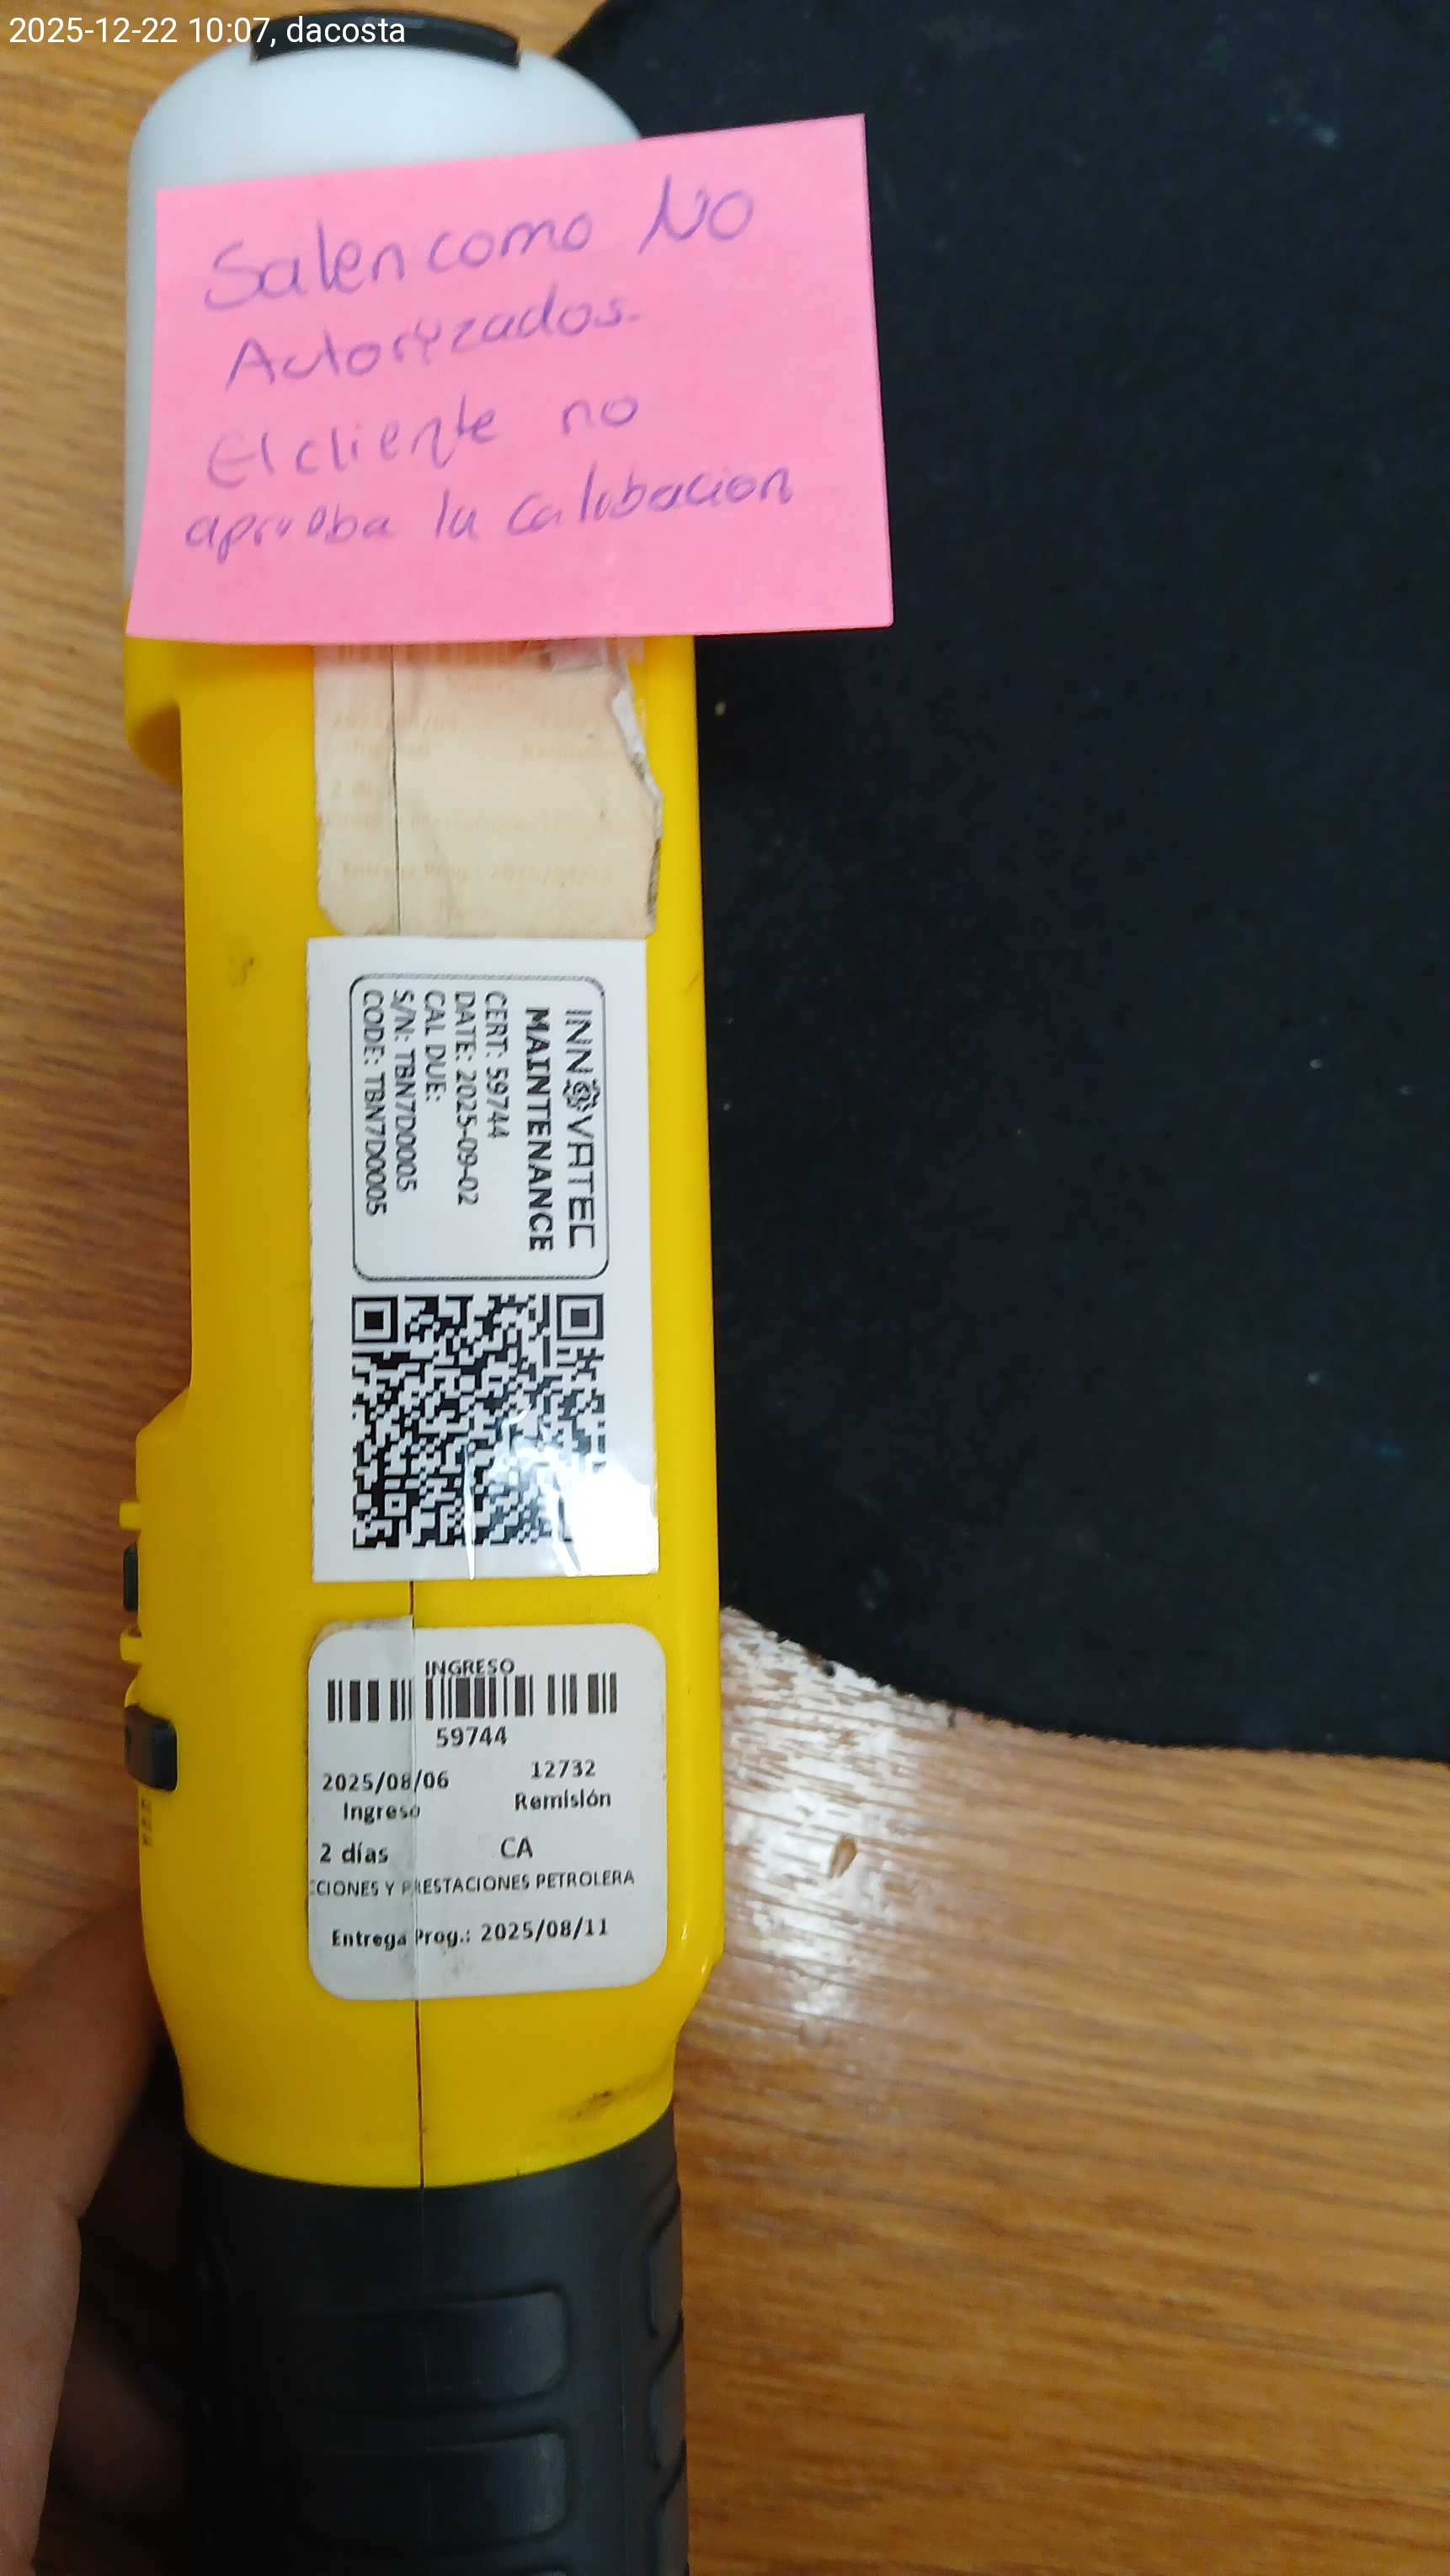 2025-12-22 10:07, dacosta
Salen como NO
Autorizados.
El cliente no
aprueba la calibacion
INNOVATEC
MAINTENANCE
CERT: 59744
DATE: 2025-09-02
CAL DUE:
S/N: TBN7D0005
CODE: TBN7D0005
INGRESO
59744
2025/08/06 12732
Ingreso Remisión
2 días CA
CIONES Y PRESTACIONES PETROLERA
Entrega Prog.: 2025/08/11